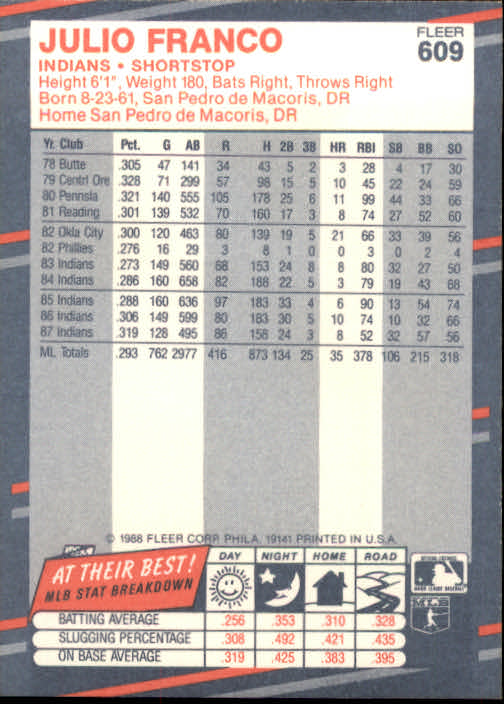 JULIO FRANCO
FLEER
609
INDIANS • SHORTSTOP
Height 6'1", Weight 180, Bats Right, Throws Right
Born 8-23-61, San Pedro de Macoris, DR
Home San Pedro de Macoris, DR
Yr. Club Pct. G AB R H 2B 3B HR RBI SB BB SO
78 Butte .305 47 141 34 43 5 2 3 28 4 17 30
79 Centrl Ore .328 71 299 57 98 15 5 10 45 22 24 59
80 Pennsla .321 140 555 105 178 25 6 11 99 44 33 66
81 Reading .301 139 532 70 160 17 3 8 74 27 52 60
82 Okla City .300 120 463 80 139 19 5 21 66 33 39 56
82 Phillies .276 16 29 3 8 1 0 0 3 0 2 4
83 Indians .273 149 560 68 153 24 8 8 80 32 27 50
84 Indians .286 160 658 82 188 22 5 3 79 19 43 68
85 Indians .288 160 636 97 183 33 4 6 90 13 54 74
86 Indians .306 149 599 80 183 30 5 10 74 10 32 66
87 Indians .319 128 495 86 158 24 3 8 52 32 57 56
ML Totals .293 762 2977 416 873 134 25 35 378 106 215 318
© 1988 FLEER CORP. PHILA. 19141 PRINTED IN U.S.A.
AT THEIR BEST!
MLB STAT BREAKDOWN
DAY NIGHT HOME ROAD
BATTING AVERAGE .256 .353 .310 .328
SLUGGING PERCENTAGE .308 .492 .421 .435
ON BASE AVERAGE .319 .425 .383 .395
MAJOR LEAGUE BASEBALL
MLB